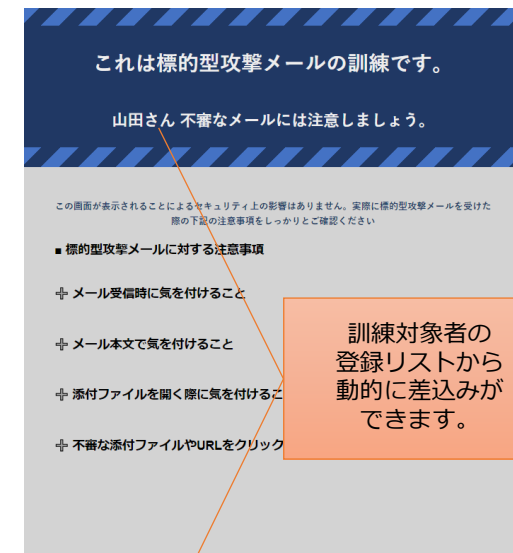 これは標的型攻撃メールの訓練です。
山田さん 不審なメールには注意しましょう。
この画面が表示されることによるセキュリティ上の影響はありません。実際に標的型攻撃メールを受けた
際の下記の注意事項をしっかりとご確認ください
■ 標的型攻撃メールに対する注意事項
メール受信時に気を付けること
メール本文で気を付けること
添付ファイルを開く際に気を付けるこ
不審な添付ファイルやURLをクリック
訓練対象者の
登録リストから
動的に差込みが
できます。